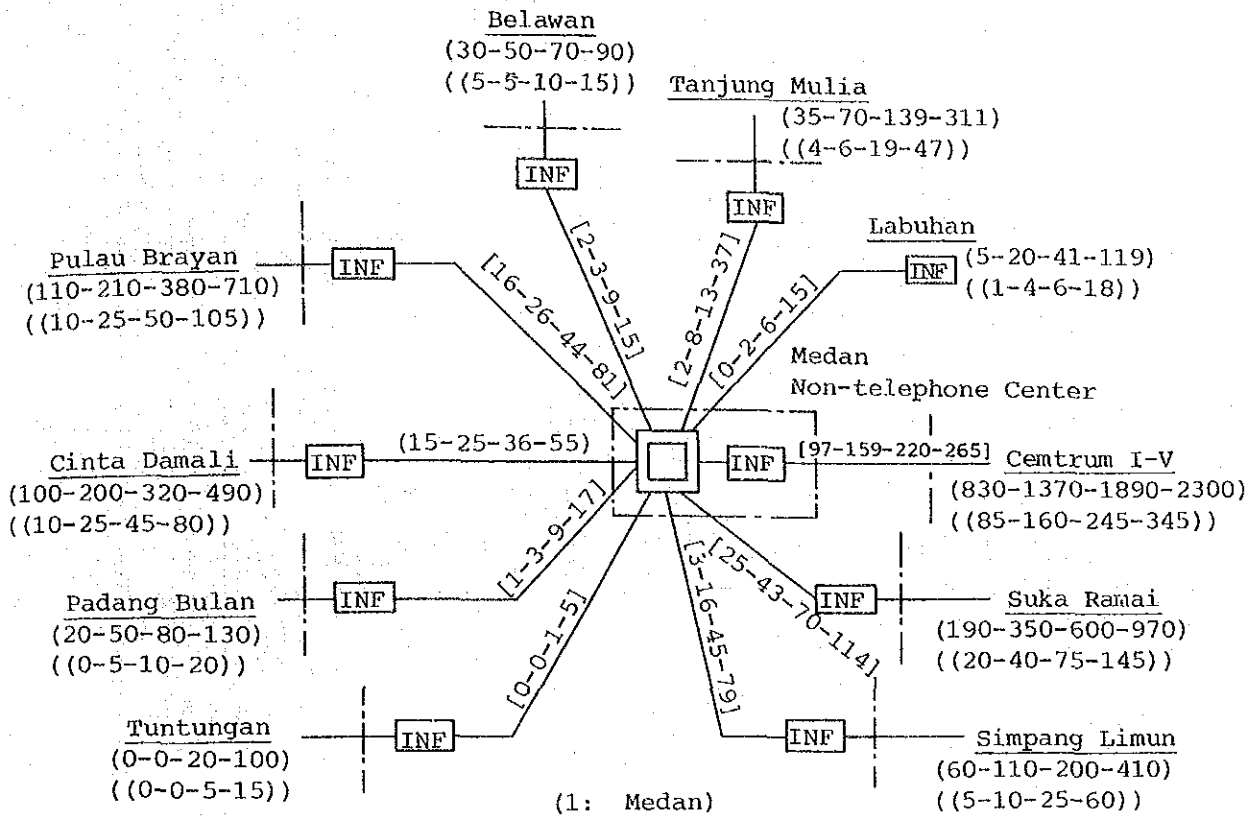 Belawan
(30-50-70-90)
((5-5-10-15))
INF
[2-3-9-15]
Tanjung Mulia
(35-70-139-311)
((4-6-19-47))
INF
[2-8-13-37]
Labuhan
(5-20-41-119)
((1-4-6-18))
INF
[0-2-6-15]
Pulau Brayan
(110-210-380-710)
((10-25-50-105))
INF
[16-26-44-81]
Medan
Non-telephone Center
INF
[97-159-220-265]
Cemtrum I-V
(830-1370-1890-2300)
((85-160-245-345))
Cinta Damali
(100-200-320-490)
((10-25-45-80))
INF
(15-25-36-55)
Padang Bulan
(20-50-80-130)
((0-5-10-20))
INF
[1-3-9-17]
Suka Ramai
(190-350-600-970)
((20-40-75-145))
INF
[25-43-70-114]
Tuntungan
(0-0-20-100)
((0-0-5-15))
INF
[0-0-1-5]
Simpang Limun
(60-110-200-410)
((5-10-25-60))
INF
[3-16-45-79]
(1: Medan)